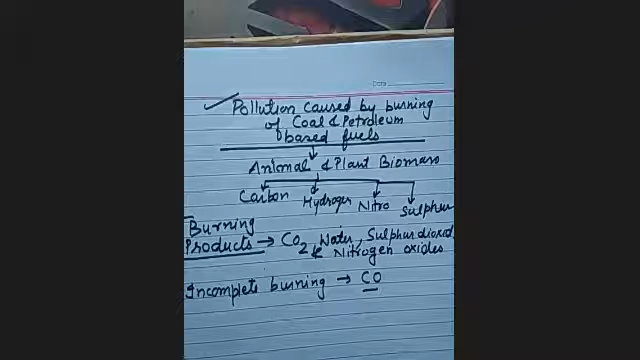 Date
Pollution caused by burning
of Coal & Petroleum
based fuels
Animal & Plant Biomass
Carbon Hydrogen Nitro Sulphur
Burning
Products → CO2, Water, Sulphur dioxid
& Nitrogen oxides
Incomplete burning → CO